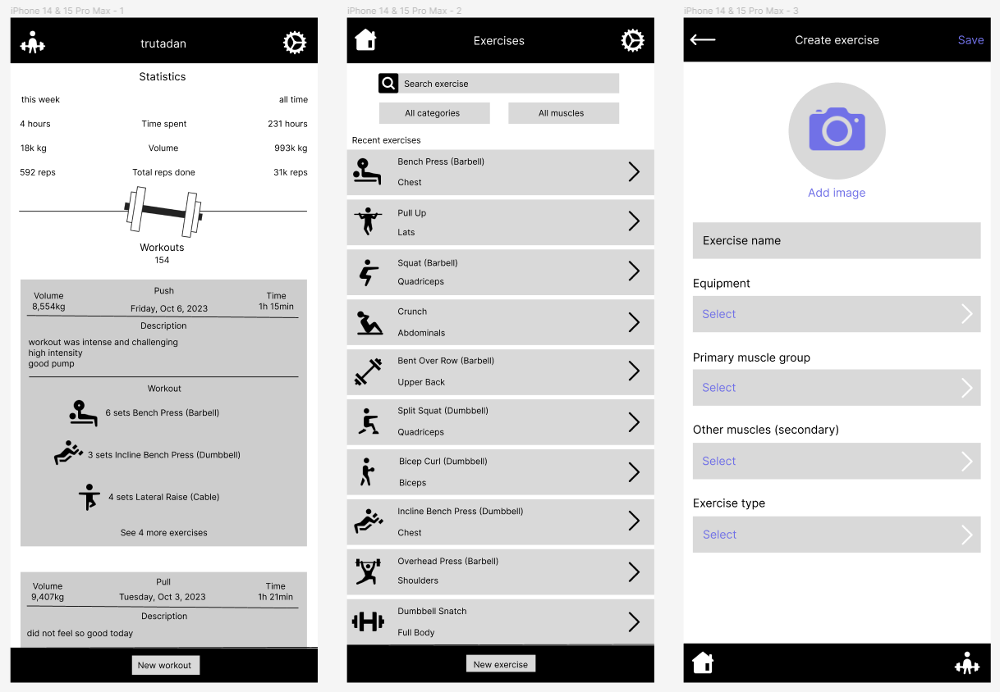 iPhone 14 & 15 Pro Max - 1
trutadan
Statistics
this week all time
4 hours Time spent 231 hours
18k kg Volume 993k kg
592 reps Total reps done 31k reps
Workouts
154
Push
Volume Time
8,554kg Friday, Oct 6, 2023 1h 15min
Description
workout was intense and challenging
high intensity
good pump
Workout
6 sets Bench Press (Barbell)
3 sets Incline Bench Press (Dumbbell)
4 sets Lateral Raise (Cable)
See 4 more exercises
Pull
Volume Time
9,407kg Tuesday, Oct 3, 2023 1h 21min
Description
did not feel so good today
New workout
iPhone 14 & 15 Pro Max - 2
Exercises
Search exercise
All categories All muscles
Recent exercises
Bench Press (Barbell)
Chest
Pull Up
Lats
Squat (Barbell)
Quadriceps
Crunch
Abdominals
Bent Over Row (Barbell)
Upper Back
Split Squat (Dumbbell)
Quadriceps
Bicep Curl (Dumbbell)
Biceps
Incline Bench Press (Dumbbell)
Chest
Overhead Press (Barbell)
Shoulders
Dumbbell Snatch
Full Body
New exercise
iPhone 14 & 15 Pro Max - 3
Create exercise Save
Add image
Exercise name
Equipment
Select
Primary muscle group
Select
Other muscles (secondary)
Select
Exercise type
Select